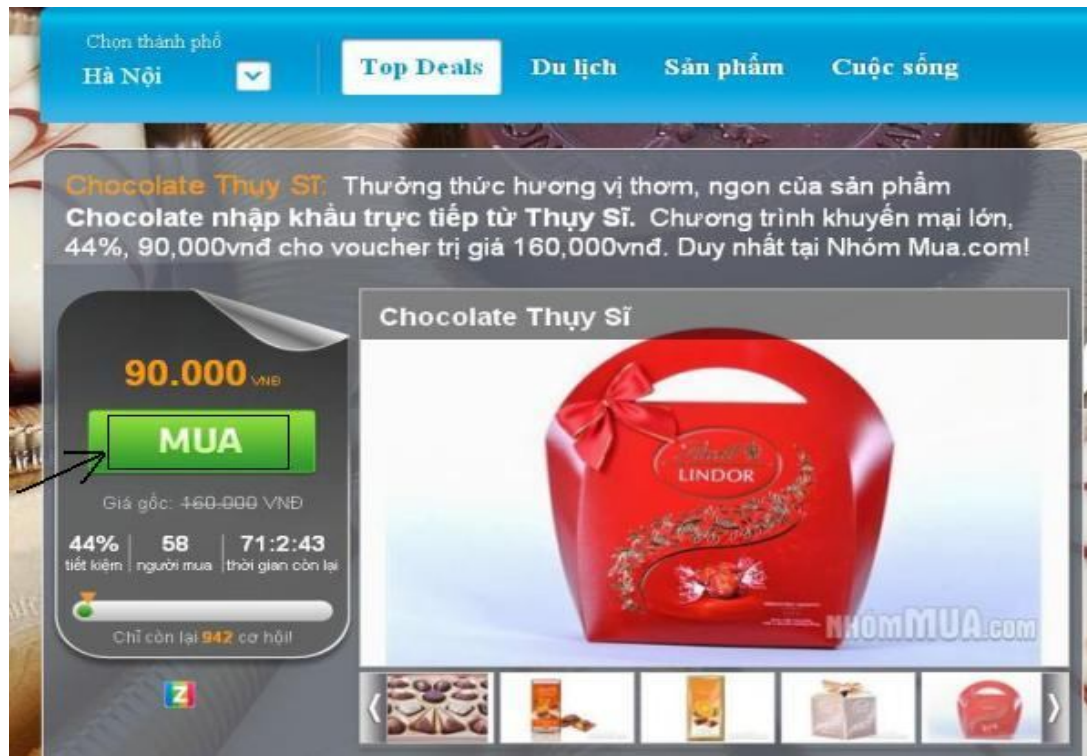 Chọn thành phố
Hà Nội
Top Deals Du lịch Sản phẩm Cuộc sống
Chocolate Thụy Sĩ: Thưởng thức hương vị thơm, ngon của sản phẩm
Chocolate nhập khẩu trực tiếp từ Thụy Sĩ. Chương trình khuyến mại lớn,
44%, 90,000vnđ cho voucher trị giá 160,000vnđ. Duy nhất tại Nhóm Mua.com!
Chocolate Thụy Sĩ
90.000 VNĐ
MUA
Giá gốc: 160.000 VNĐ
44% 58 71:2:43
tiết kiệm người mua thời gian còn lại
Chỉ còn lại 942 cơ hội!
Z
Lindt
LINDOR
NHÓMMUA.com